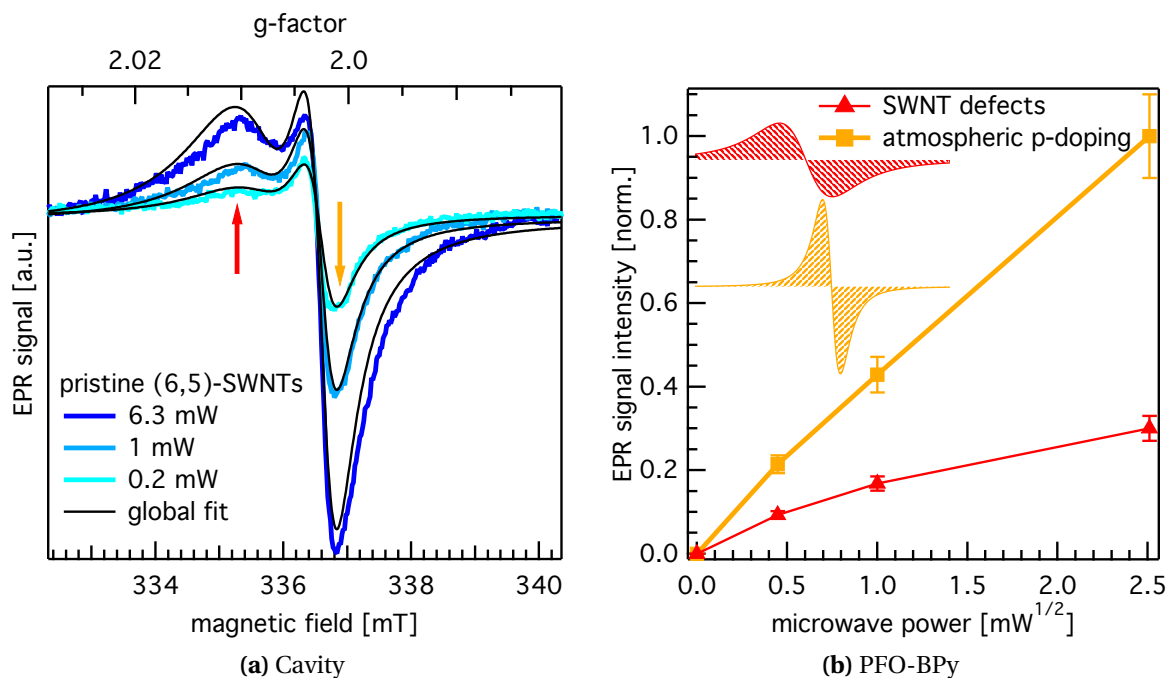 g-factor
2.02
2.0
EPR signal [a.u.]
pristine (6,5)-SWNTs
6.3 mW
1 mW
0.2 mW
global fit
334
336
338
340
magnetic field [mT]
(a) Cavity
SWNT defects
atmospheric p-doping
EPR signal intensity [norm.]
1.0
0.8
0.6
0.4
0.2
0.0
0.0
0.5
1.0
1.5
2.0
2.5
microwave power [mW^1/2]
(b) PFO-BPy